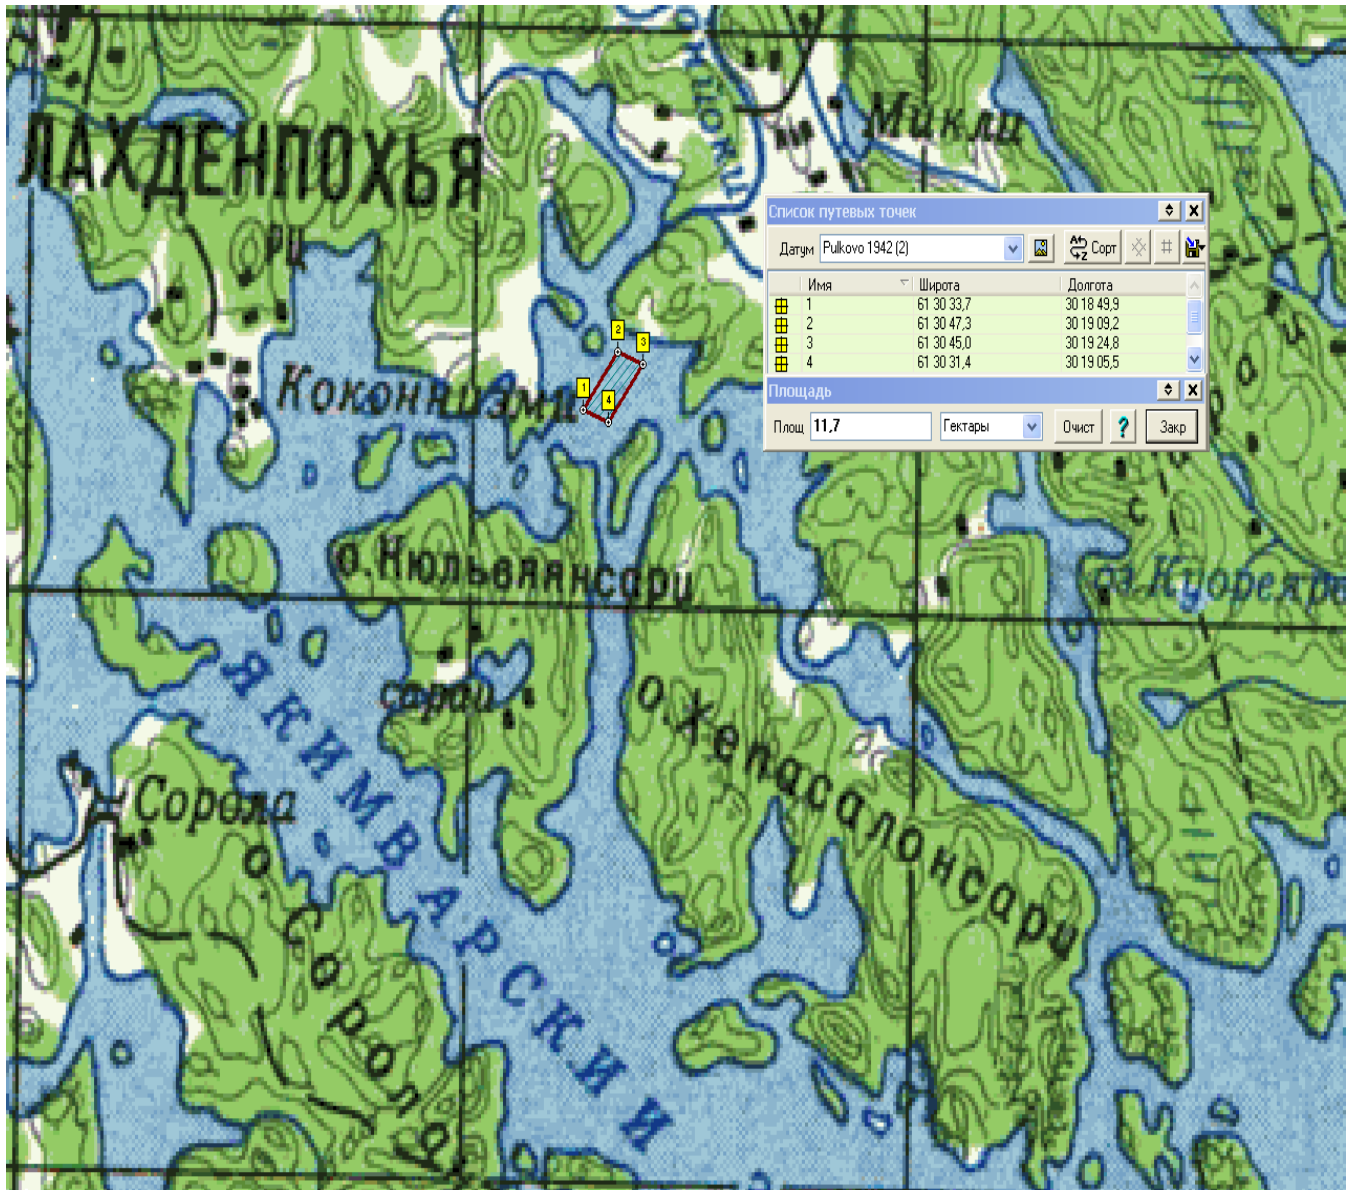 Микли
ЛАХДЕНПОХЬЯ
РЦ
Список путевых точек
Датум Pulkovo 1942 (2) Сорт
Имя Широта Долгота
1 61 30 33,7 30 18 49,9
2 61 30 47,3 30 19 09,2
3 61 30 45,0 30 19 24,8
4 61 30 31,4 30 19 05,5
Площадь
Площ 11,7 Гектары Очист ? Закр
2
3
1
4
о.Нюльвяянсари
сарай
о.Хепасалонсари
ЯКИМВАРСКИЙ
Сорола
о.Сорола